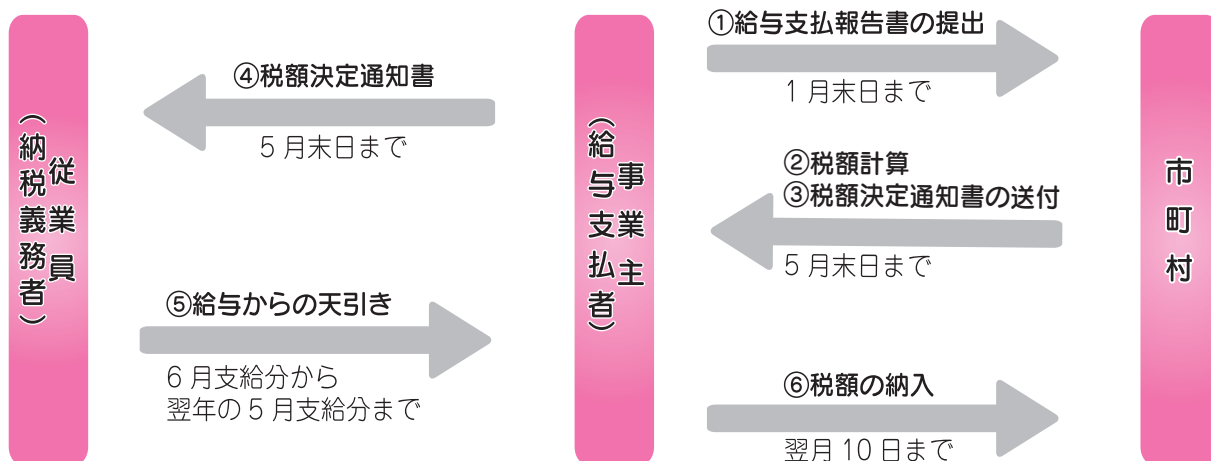 従業員
（納税義務者）
④税額決定通知書
5月末日まで
⑤給与からの天引き
6月支給分から
翌年の5月支給分まで
事業主
（給与支払者）
①給与支払報告書の提出
1月末日まで
②税額計算
③税額決定通知書の送付
5月末日まで
⑥税額の納入
翌月10日まで
市町村